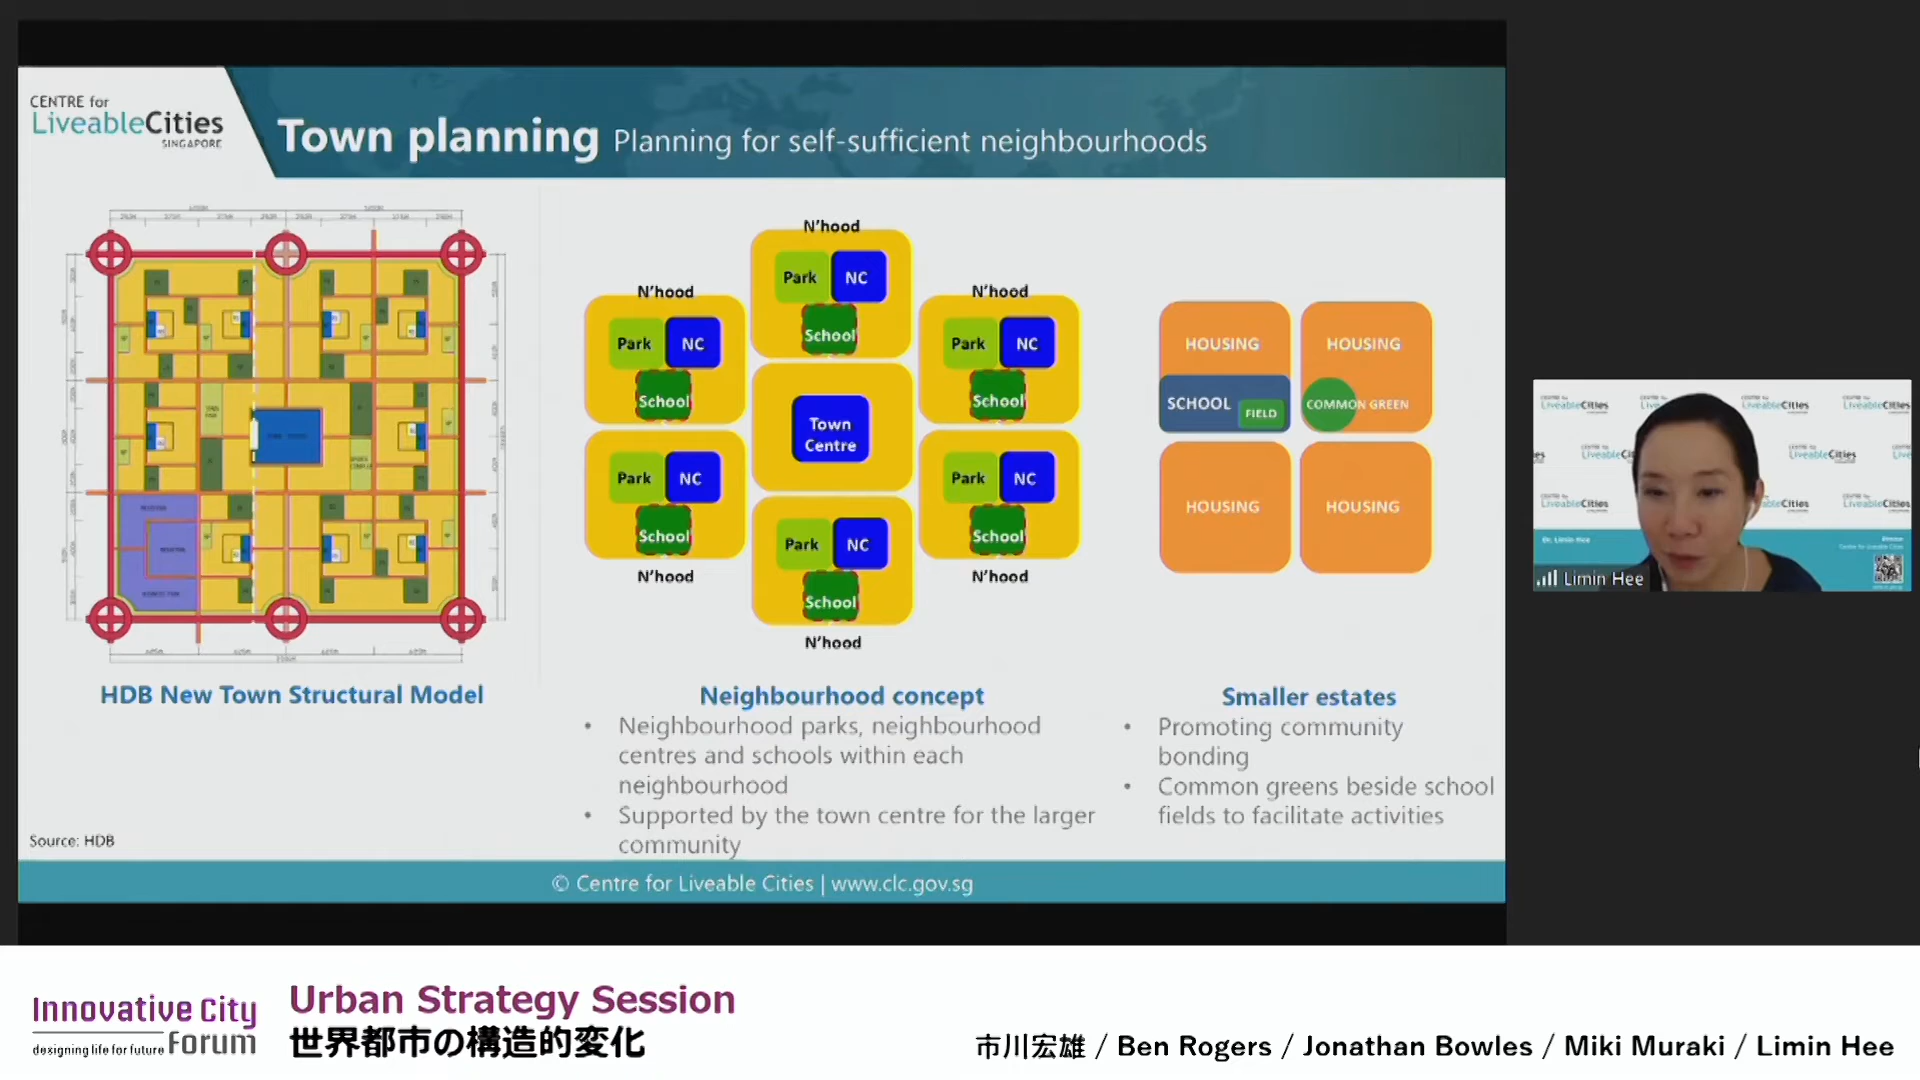 CENTRE for
LiveableCities
SINGAPORE
Town planning Planning for self-sufficient neighbourhoods
HDB New Town Structural Model
N'hood
Park NC
School
N'hood
Park NC
School
N'hood
Park NC
School
Town
Centre
Park NC
School
N'hood
Park NC
School
N'hood
Park NC
School
N'hood
Neighbourhood concept
• Neighbourhood parks, neighbourhood
centres and schools within each
neighbourhood
• Supported by the town centre for the larger
community
HOUSING HOUSING
SCHOOL FIELD COMMON GREEN
HOUSING HOUSING
Smaller estates
• Promoting community
bonding
• Common greens beside school
fields to facilitate activities
Source: HDB
© Centre for Liveable Cities | www.clc.gov.sg
LiveableCities
Dr. Limin Hee
Limin Hee
Innovative City
Forum
designing life for future
Urban Strategy Session
世界都市の構造的変化
市川宏雄 / Ben Rogers / Jonathan Bowles / Miki Muraki / Limin Hee